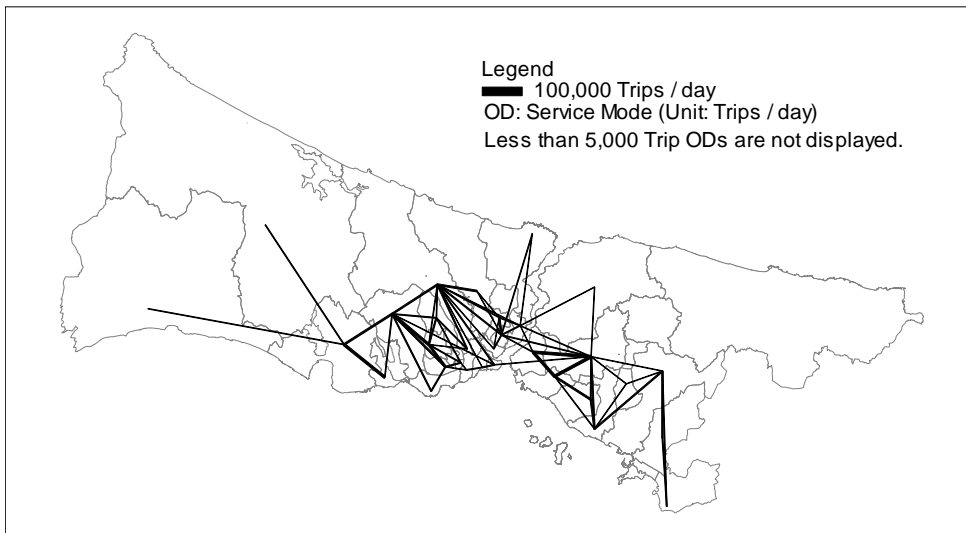 Legend
100,000 Trips / day
OD: Service Mode (Unit: Trips / day)
Less than 5,000 Trip ODs are not displayed.